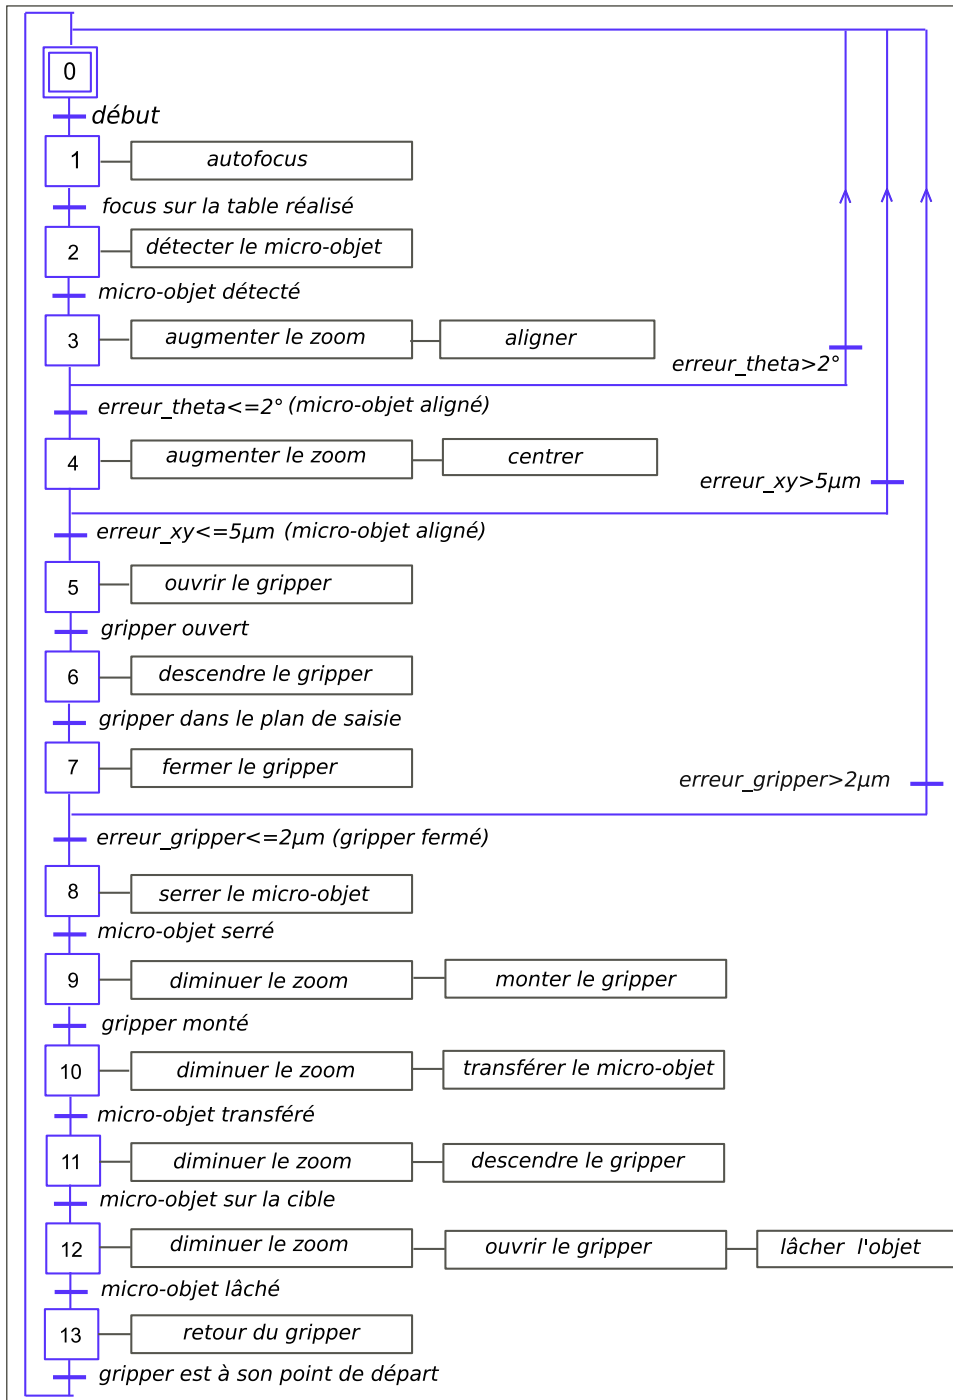 0
début
1 autofocus
focus sur la table réalisé
2 détecter le micro-objet
micro-objet détecté
3 augmenter le zoom aligner
erreur_theta>2°
erreur_theta<=2° (micro-objet aligné)
4 augmenter le zoom centrer
erreur_xy>5µm
erreur_xy<=5µm (micro-objet aligné)
5 ouvrir le gripper
gripper ouvert
6 descendre le gripper
gripper dans le plan de saisie
7 fermer le gripper
erreur_gripper>2µm
erreur_gripper<=2µm (gripper fermé)
8 serrer le micro-objet
micro-objet serré
9 diminuer le zoom monter le gripper
gripper monté
10 diminuer le zoom transférer le micro-objet
micro-objet transféré
11 diminuer le zoom descendre le gripper
micro-objet sur la cible
12 diminuer le zoom ouvrir le gripper lâcher l'objet
micro-objet lâché
13 retour du gripper
gripper est à son point de départ